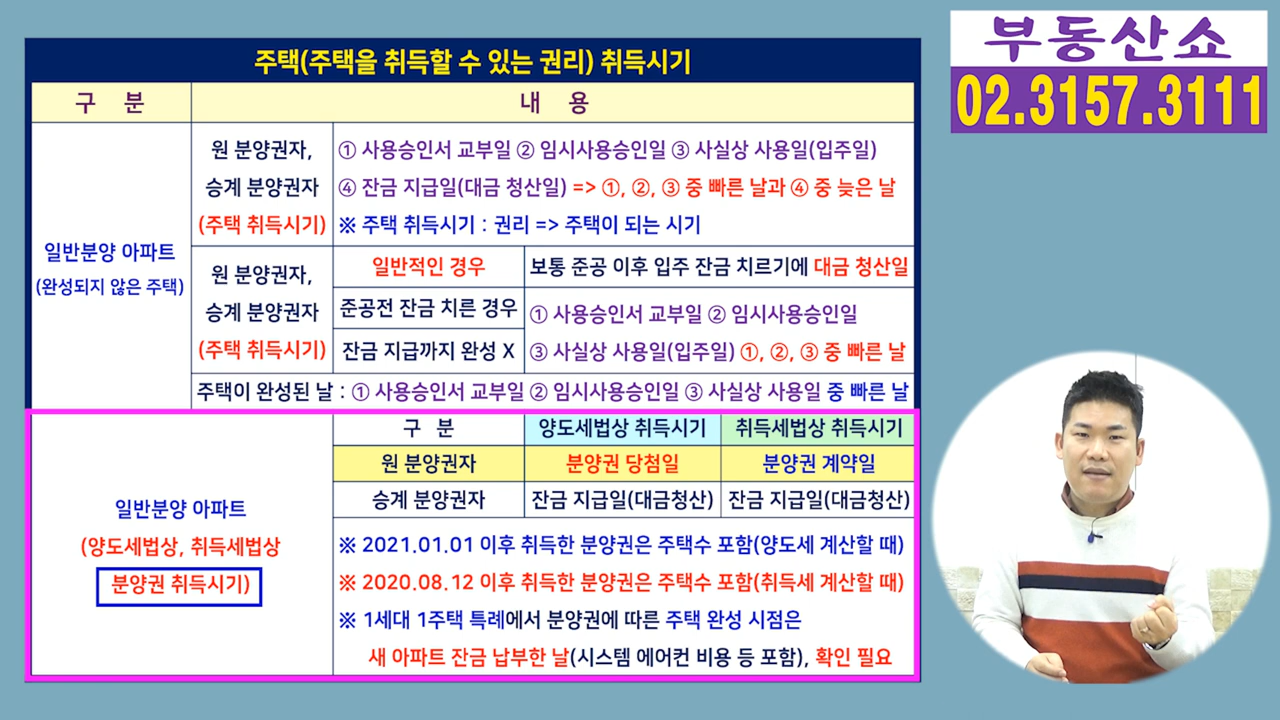 부동산쇼
02.3157.3111
주택(주택을 취득할 수 있는 권리) 취득시기
구 분
내 용
일반분양 아파트
(완성되지 않은 주택)
원 분양권자,
승계 분양권자
(주택 취득시기)
① 사용승인서 교부일 ② 임시사용승인일 ③ 사실상 사용일(입주일)
④ 잔금 지급일(대금 청산일) => ①, ②, ③ 중 빠른 날과 ④ 중 늦은 날
※ 주택 취득시기 : 권리 => 주택이 되는 시기
원 분양권자,
승계 분양권자
(주택 취득시기)
일반적인 경우
보통 준공 이후 입주 잔금 치르기에 대금 청산일
준공전 잔금 치른 경우
잔금 지급까지 완성 X
① 사용승인서 교부일 ② 임시사용승인일
③ 사실상 사용일(입주일) ①, ②, ③ 중 빠른 날
주택이 완성된 날 : ① 사용승인서 교부일 ② 임시사용승인일 ③ 사실상 사용일 중 빠른 날
일반분양 아파트
(양도세법상, 취득세법상
분양권 취득시기)
구 분
양도세법상 취득시기
취득세법상 취득시기
원 분양권자
분양권 당첨일
분양권 계약일
승계 분양권자
잔금 지급일(대금청산)
잔금 지급일(대금청산)
※ 2021.01.01 이후 취득한 분양권은 주택수 포함(양도세 계산할 때)
※ 2020.08.12 이후 취득한 분양권은 주택수 포함(취득세 계산할 때)
※ 1세대 1주택 특례에서 분양권에 따른 주택 완성 시점은
새 아파트 잔금 납부한 날(시스템 에어컨 비용 등 포함), 확인 필요